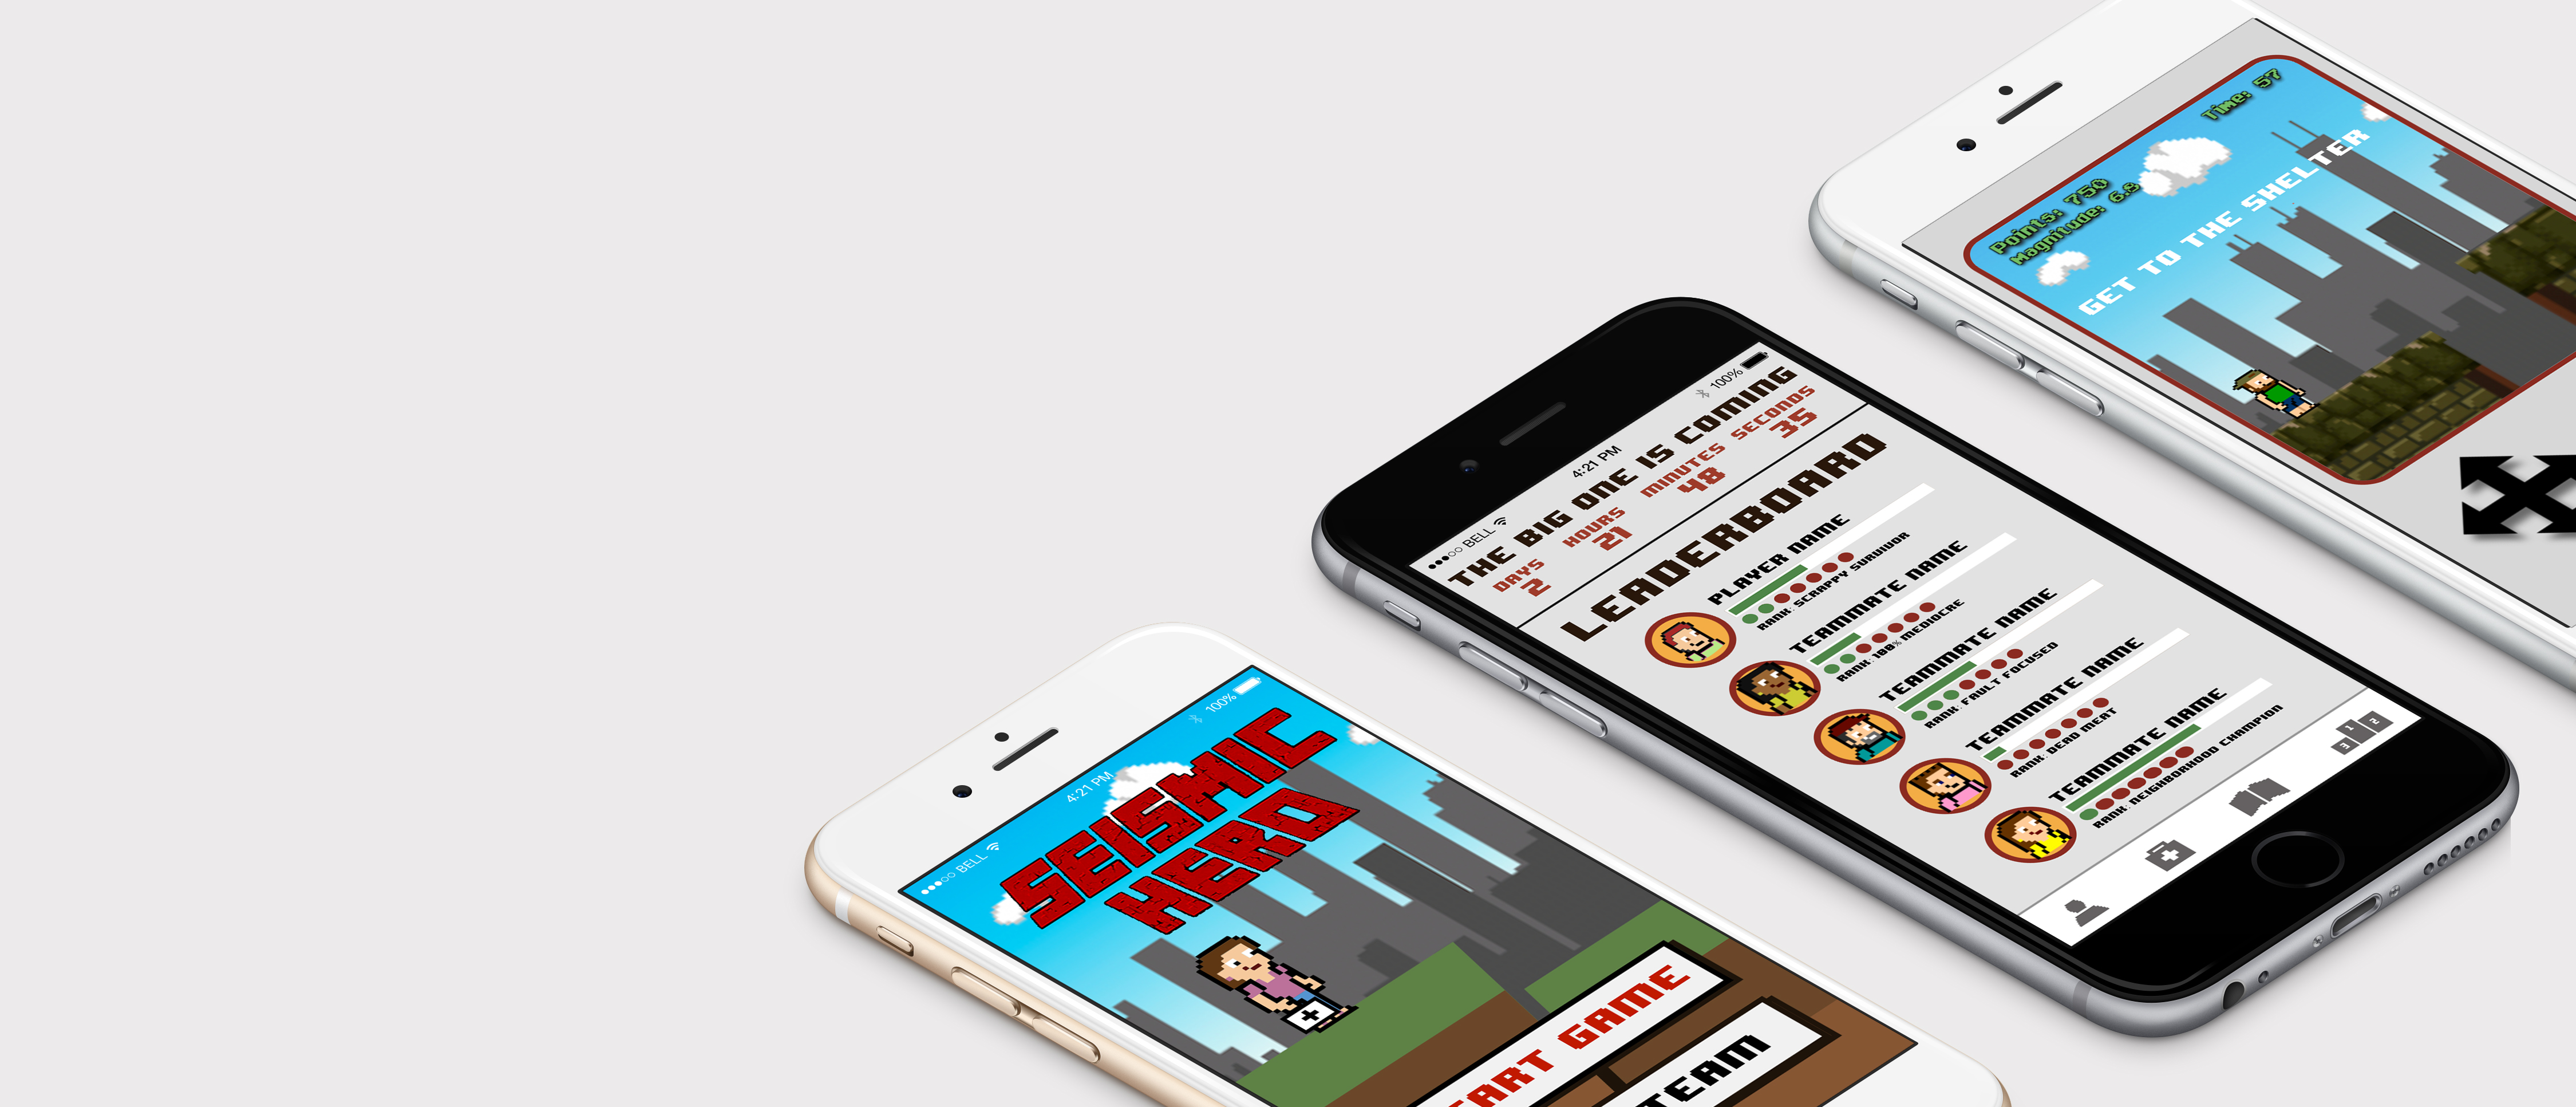 BELL 4:21 PM 100%
SEISMIC
HERO
ART GAME
TEAM
BELL 4:21 PM 100%
THE BIG ONE IS COMING
DAYS HOURS MINUTES SECONDS
2 21 48 35
LEADERBOARD
PLAYER NAME
RANK: SCRAPPY SURVIVOR
TEAMMATE NAME
RANK: 100% MEDIOCRE
TEAMMATE NAME
RANK: FAULT FOCUSED
TEAMMATE NAME
RANK: DEAD MEAT
TEAMMATE NAME
RANK: NEIGHBORHOOD CHAMPION
3 1 2
Points: 750 Time: 57
Magnitude: 6.8
GET TO THE SHELTER